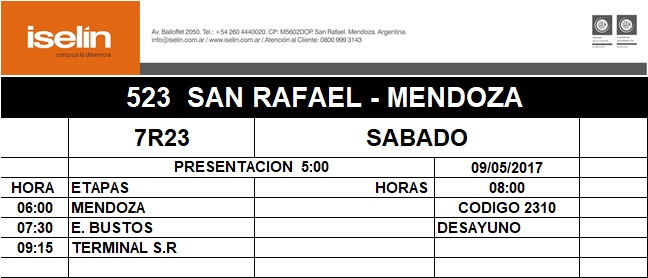 iselín
conozca la diferencia
Av. Balloffet 2050. Tel.: +54 260 4440020. CP: M5602DOP. San Rafael. Mendoza. Argentina.
info@iselin.com.ar / www.iselin.com.ar / Atención al Cliente: 0800 999 3143
523 SAN RAFAEL - MENDOZA
7R23 SABADO
PRESENTACION 5:00 09/05/2017
HORA ETAPAS HORAS 08:00
06:00 MENDOZA CODIGO 2310
07:30 E. BUSTOS DESAYUNO
09:15 TERMINAL S.R